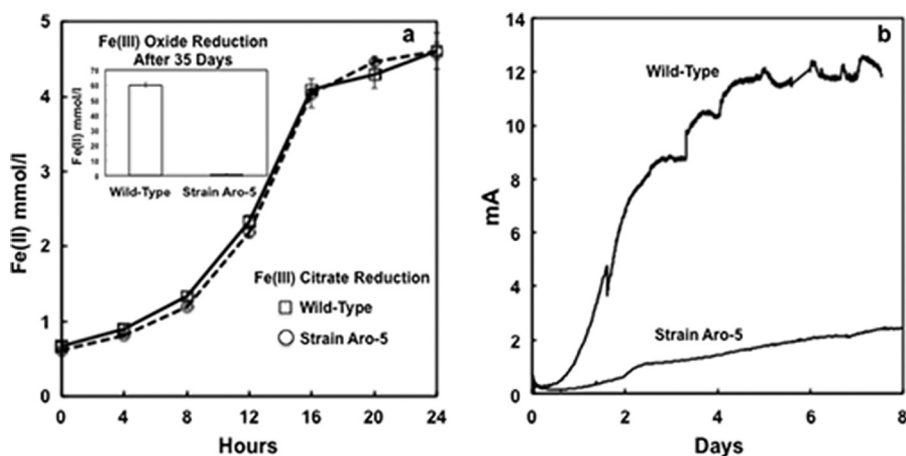 a
Fe(III) Oxide Reduction
After 35 Days
Fe(II) mmol/l
70
60
50
40
30
20
10
0
Wild-Type
Strain Aro-5
Fe(II) mmol/l
5
4
3
2
1
0
Fe(III) Citrate Reduction
Wild-Type
Strain Aro-5
0 4 8 12 16 20 24
Hours
b
mA
14
12
10
8
6
4
2
0
Wild-Type
Strain Aro-5
0 2 4 6 8
Days